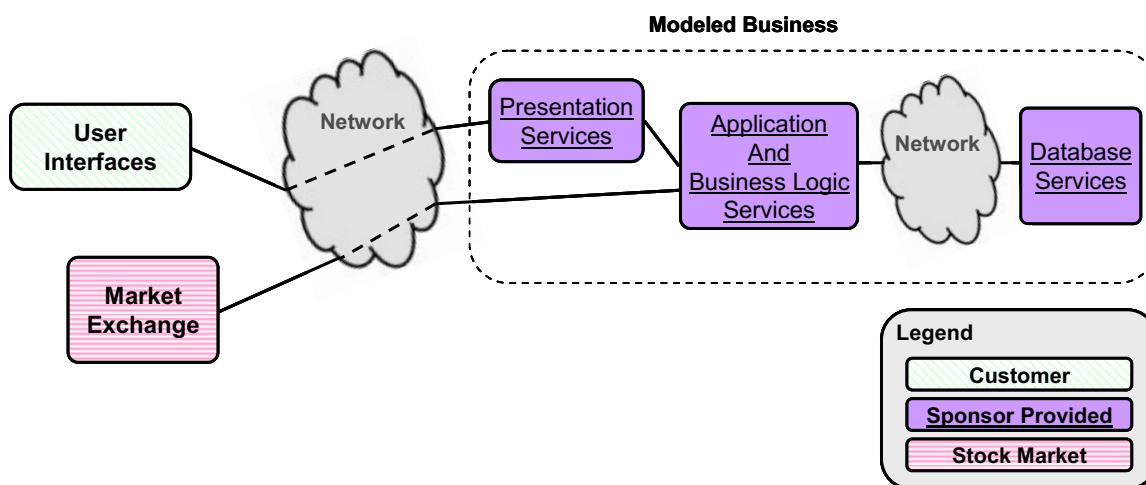 Modeled Business
User
Interfaces
Network
Presentation
Services
Application
And
Business Logic
Services
Network
Database
Services
Market
Exchange
Legend
Customer
Sponsor Provided
Stock Market